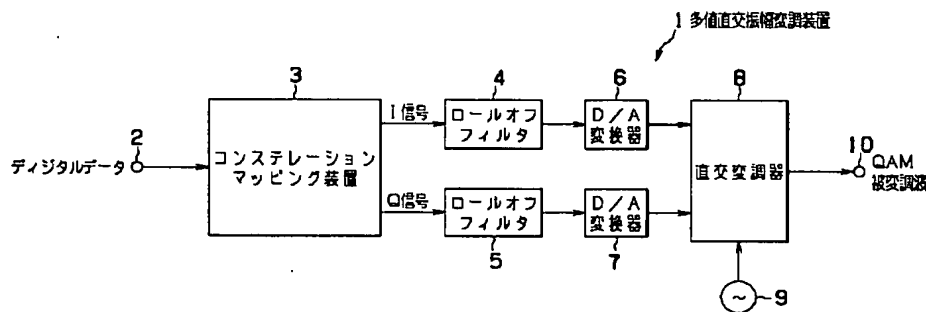 1 多値直交振幅変調装置
3
4
6
8
I信号
ロールオフ
フィルタ
D/A
変換器
2
ディジタルデータ
コンステレーション
マッピング装置
直交変調器
10
QAM
被変調波
Q信号
ロールオフ
フィルタ
D/A
変換器
5
7
~
9